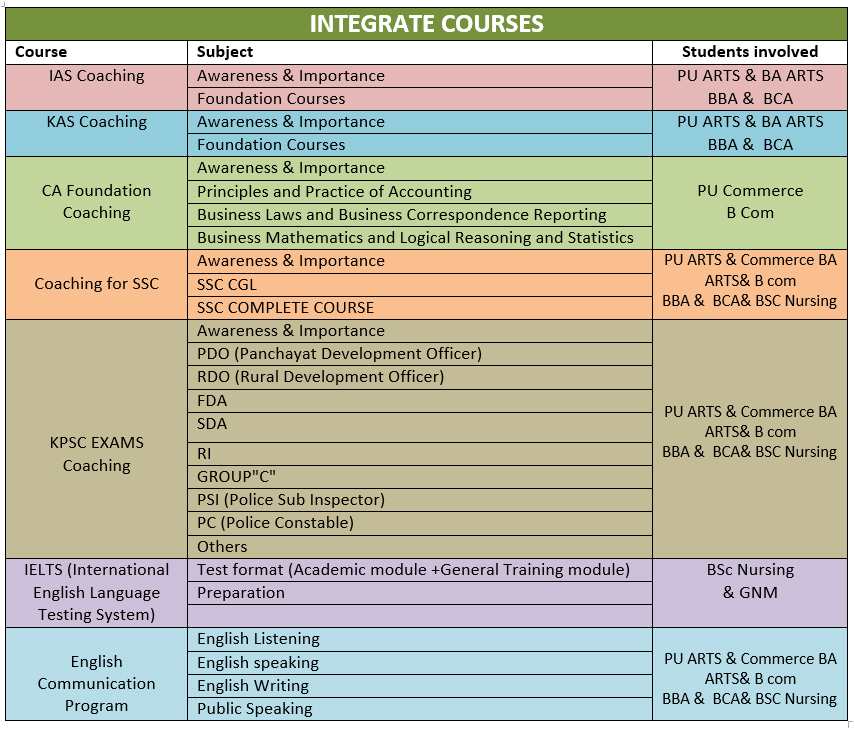 INTEGRATE COURSES
Course Subject Students involved
IAS Coaching Awareness & Importance PU ARTS & BA ARTS
Foundation Courses BBA & BCA
KAS Coaching Awareness & Importance PU ARTS & BA ARTS
Foundation Courses BBA & BCA
CA Foundation
Coaching
Awareness & Importance
Principles and Practice of Accounting
Business Laws and Business Correspondence Reporting
Business Mathematics and Logical Reasoning and Statistics
PU Commerce
B Com
Coaching for SSC
Awareness & Importance
SSC CGL
SSC COMPLETE COURSE
PU ARTS & Commerce BA
ARTS& B com
BBA & BCA& BSC Nursing
KPSC EXAMS
Coaching
Awareness & Importance
PDO (Panchayat Development Officer)
RDO (Rural Development Officer)
FDA
SDA
RI
GROUP"C"
PSI (Police Sub Inspector)
PC (Police Constable)
Others
PU ARTS & Commerce BA
ARTS& B com
BBA & BCA& BSC Nursing
IELTS (International
English Language
Testing System)
Test format (Academic module +General Training module)
Preparation
BSc Nursing
& GNM
English
Communication
Program
English Listening
English speaking
English Writing
Public Speaking
PU ARTS & Commerce BA
ARTS& B com
BBA & BCA& BSC Nursing